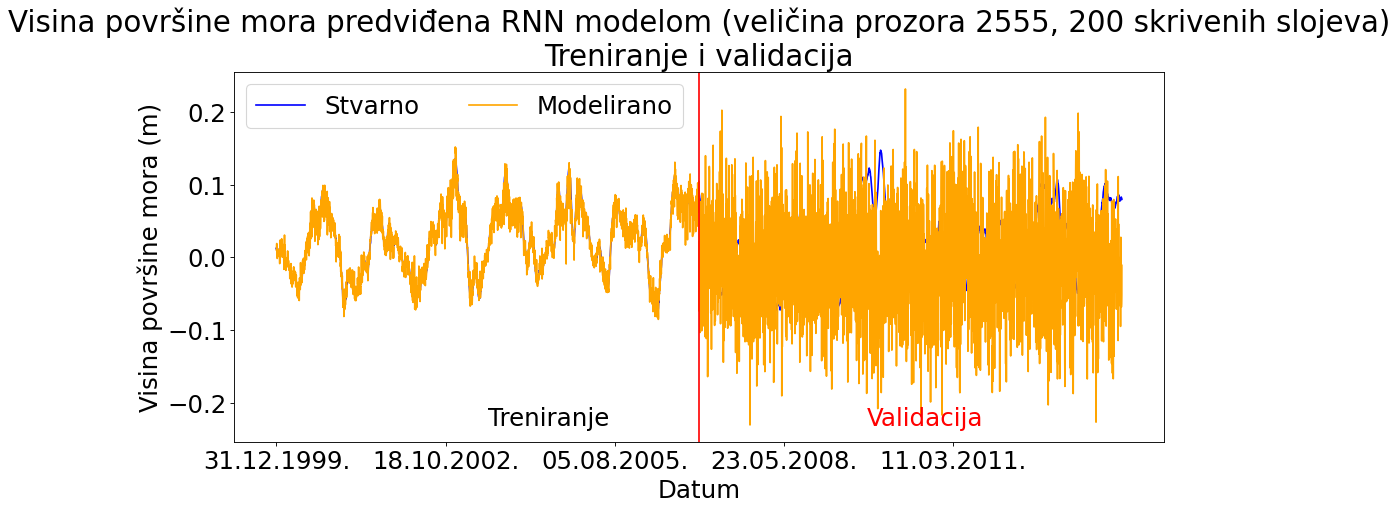 Visina površine mora predviđena RNN modelom (veličina prozora 2555, 200 skrivenih slojeva)
Treniranje i validacija
Stvarno
Modelirano
Visina površine mora (m)
0.2
0.1
0.0
−0.1
−0.2
Treniranje
Validacija
31.12.1999.
18.10.2002.
05.08.2005.
23.05.2008.
11.03.2011.
Datum